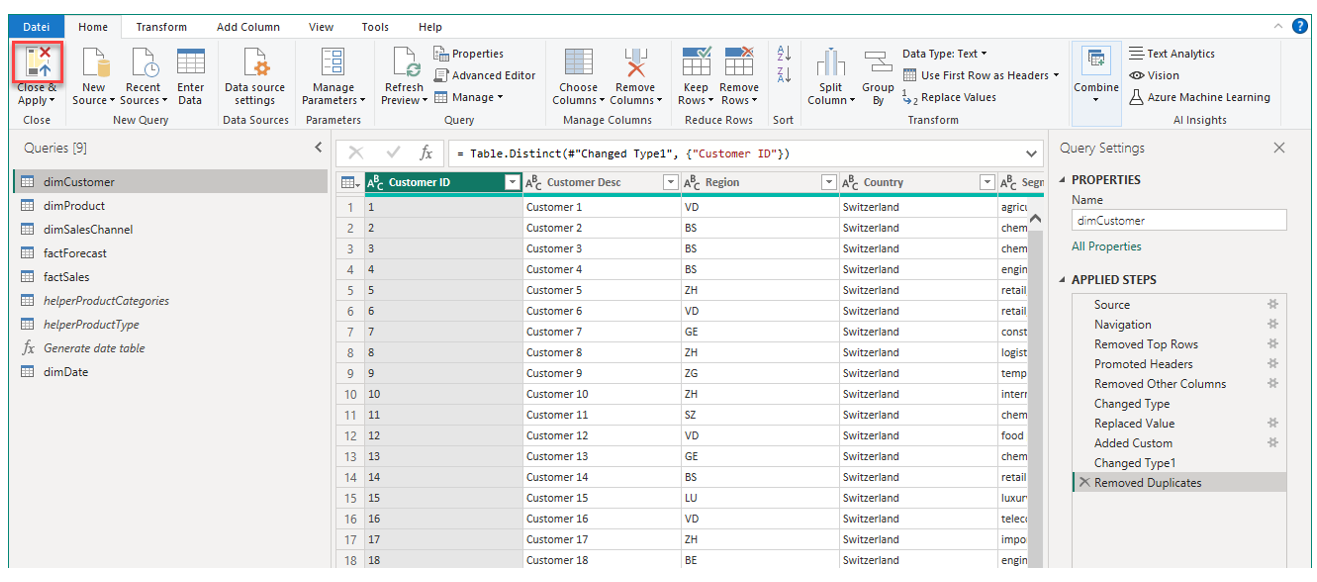 Datei Home Transform Add Column View Tools Help
Close & Apply New Source Recent Sources Enter Data Data source settings Manage Parameters Refresh Preview Properties Advanced Editor Manage Choose Columns Remove Columns Keep Rows Remove Rows Split Column Group By Data Type: Text Use First Row as Headers Replace Values Combine Text Analytics Vision Azure Machine Learning
Close New Query Data Sources Parameters Query Manage Columns Reduce Rows Sort Transform AI Insights
Queries [9]
dimCustomer
dimProduct
dimSalesChannel
factForecast
factSales
helperProductCategories
helperProductType
fx Generate date table
dimDate
fx = Table.Distinct(#"Changed Type1", {"Customer ID"})
ABC Customer ID ABC Customer Desc ABC Region ABC Country ABC Segn
1 1 Customer 1 VD Switzerland agricu
2 2 Customer 2 BS Switzerland chem
3 3 Customer 3 BS Switzerland chem
4 4 Customer 4 BS Switzerland engin
5 5 Customer 5 ZH Switzerland retail
6 6 Customer 6 VD Switzerland retail
7 7 Customer 7 GE Switzerland const
8 8 Customer 8 ZH Switzerland logist
9 9 Customer 9 ZG Switzerland temp
10 10 Customer 10 ZH Switzerland interr
11 11 Customer 11 SZ Switzerland chem
12 12 Customer 12 VD Switzerland food
13 13 Customer 13 GE Switzerland chem
14 14 Customer 14 BS Switzerland retail
15 15 Customer 15 LU Switzerland luxur
16 16 Customer 16 VD Switzerland teleco
17 17 Customer 17 ZH Switzerland impo
18 18 Customer 18 BE Switzerland engin
Query Settings
PROPERTIES
Name
dimCustomer
All Properties
APPLIED STEPS
Source
Navigation
Removed Top Rows
Promoted Headers
Removed Other Columns
Changed Type
Replaced Value
Added Custom
Changed Type1
Removed Duplicates